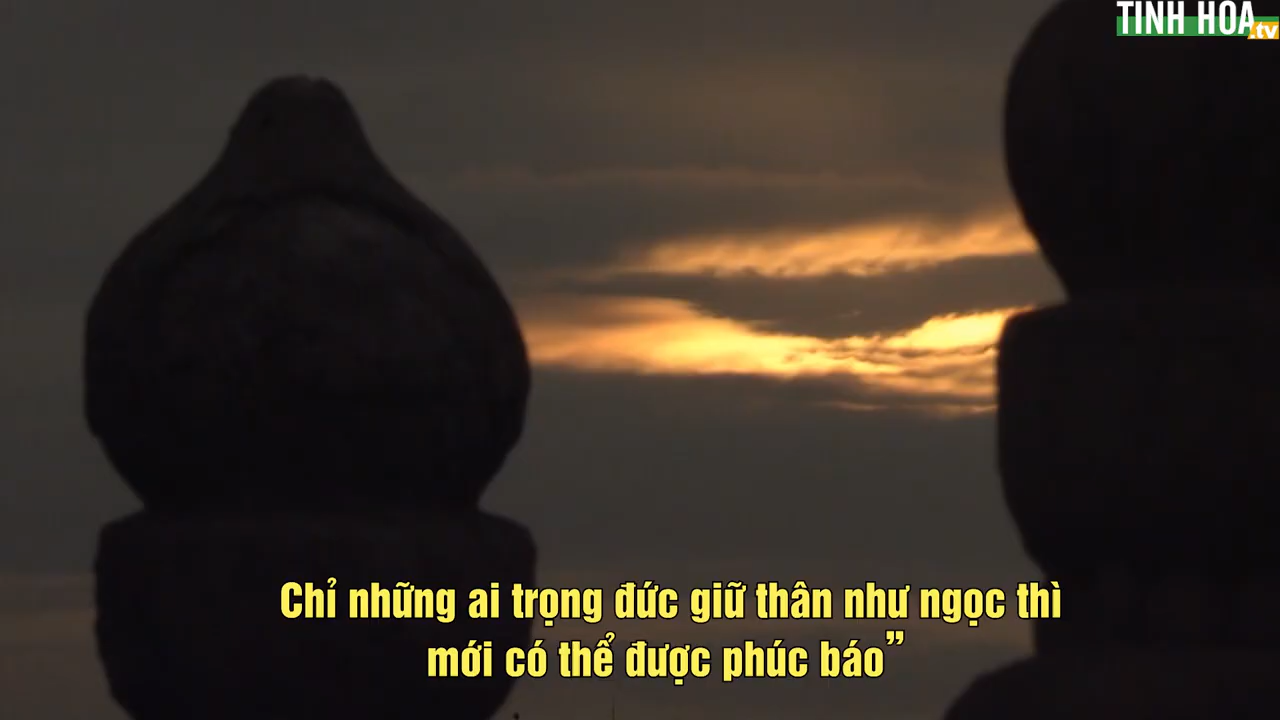 TINH HOA
.tv
Chỉ những ai trọng đức giữ thân như ngọc thì
mới có thể được phúc báo”